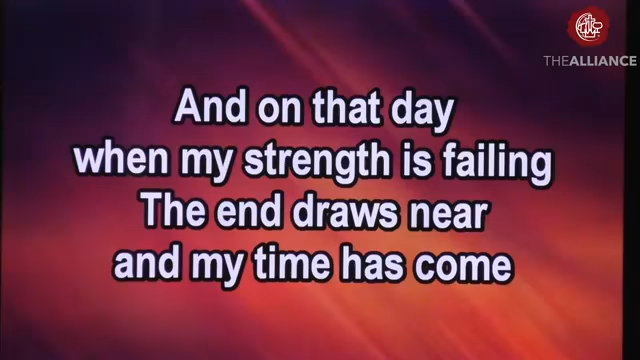 THEALLIANCE
And on that day
when my strength is failing
The end draws near
and my time has come